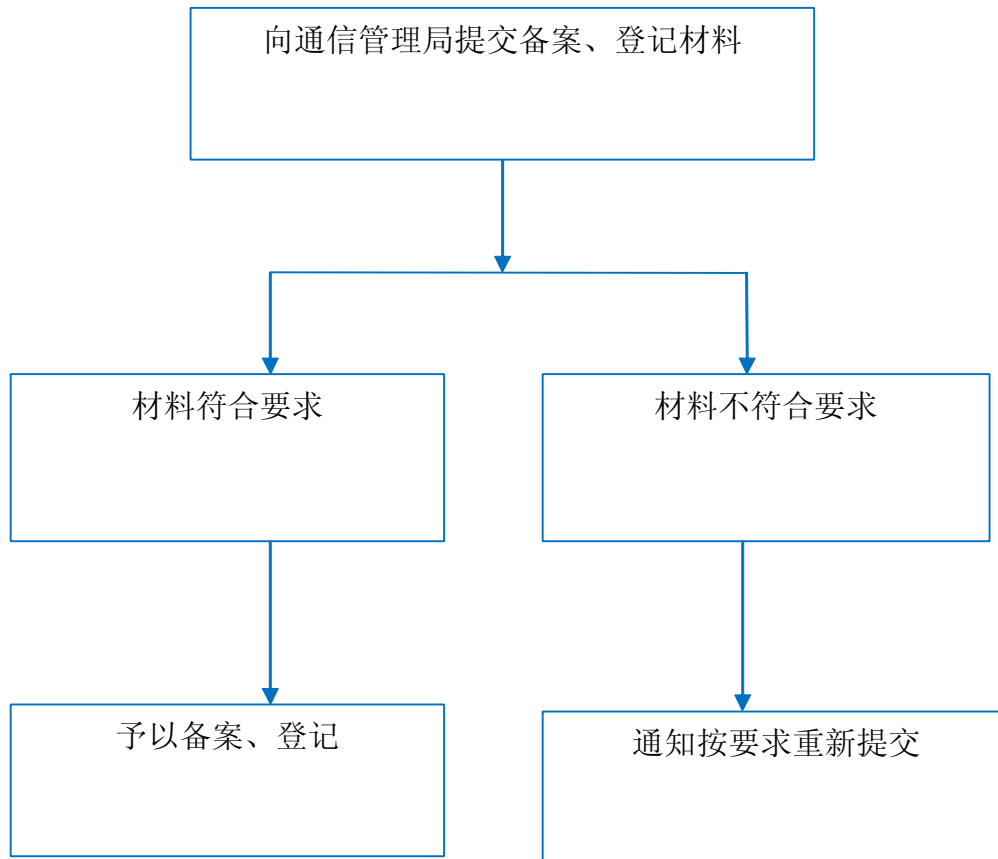 向通信管理局提交备案、登记材料
材料符合要求
材料不符合要求
予以备案、登记
通知按要求重新提交